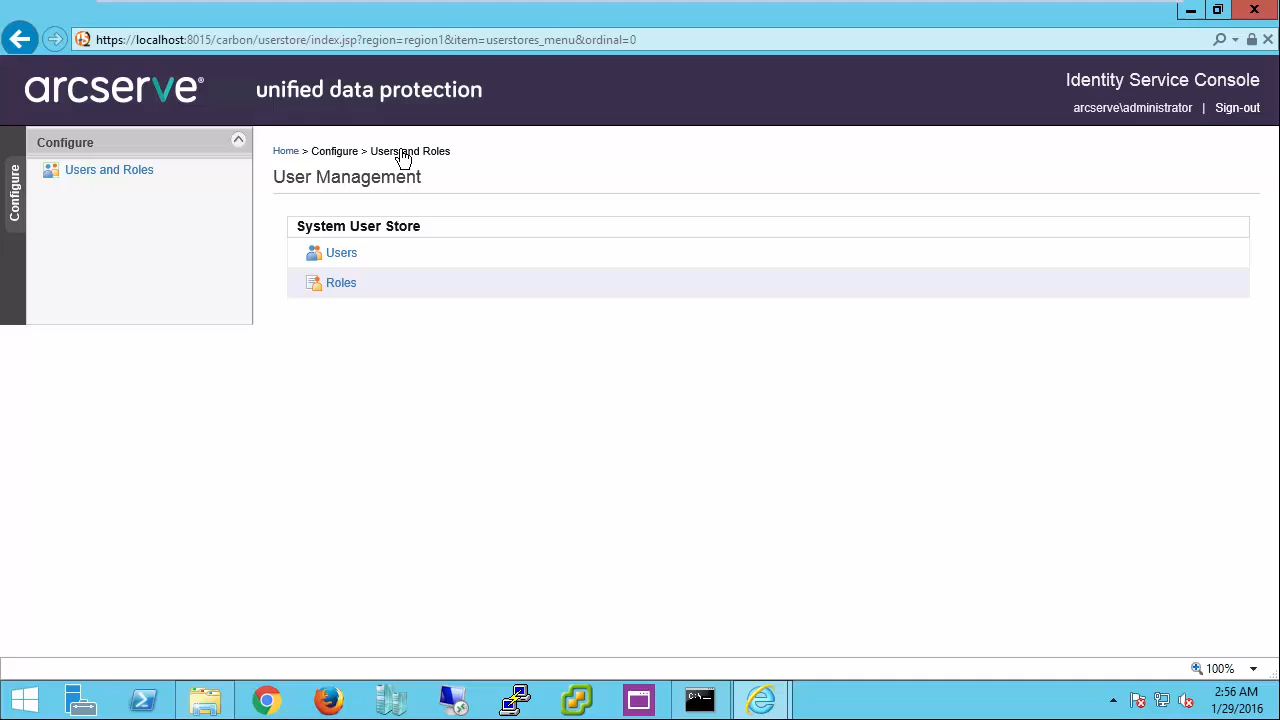 https://localhost:8015/carbon/userstore/index.jsp?region=region1&item=userstores_menu&ordinal=0
arcserve® unified data protection
Identity Service Console
arcserve\administrator | Sign-out
Configure
Configure
Users and Roles
Home > Configure > Users and Roles
User Management
System User Store
Users
Roles
100%
C:\
2:56 AM
1/29/2016